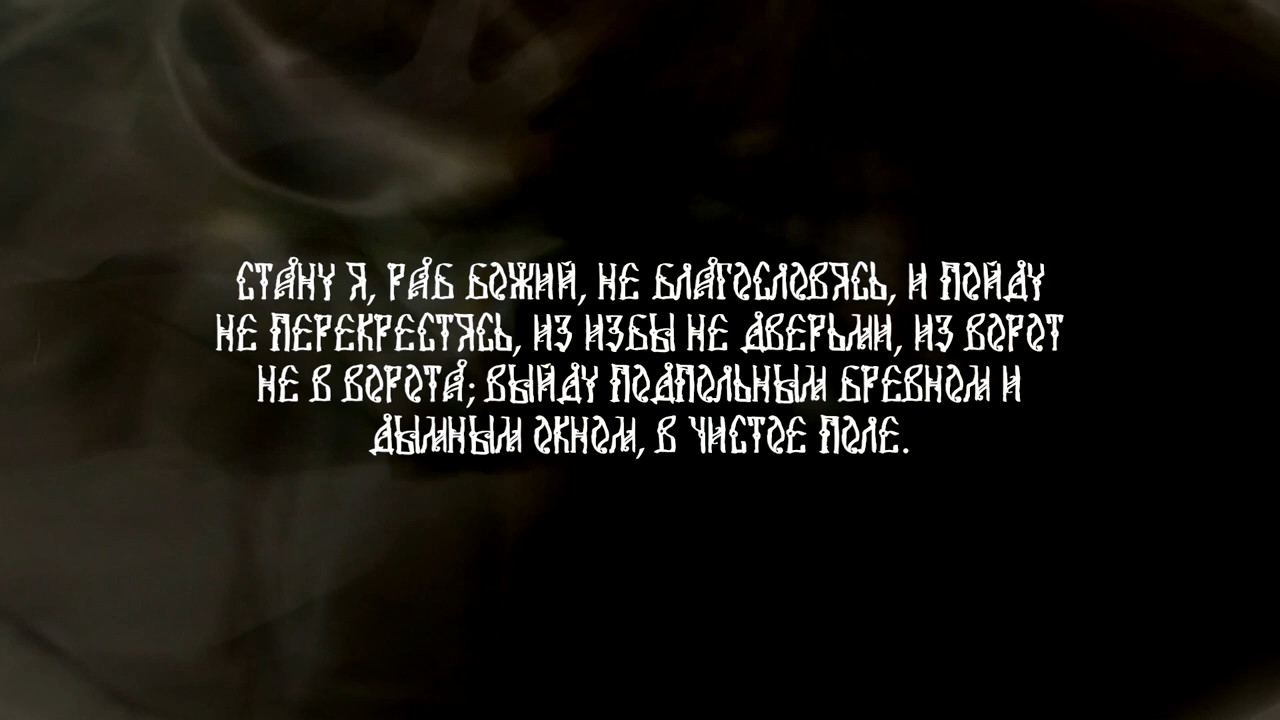 СТАНУ Я, РАБ БОЖИЙ, НЕ БЛАГОСЛОВЯСЬ, И ПОЙДУ
НЕ ПЕРЕКРЕСТЯСЬ, ИЗ ИЗБЫ НЕ ДВЕРЬМИ, ИЗ ВОРОТ
НЕ В ВОРОТА; ВЫЙДУ ПОДПОЛЬНЫМ БРЕВНОМ И
ДЫМНЫМ ОКНОМ, В ЧИСТОЕ ПОЛЕ.